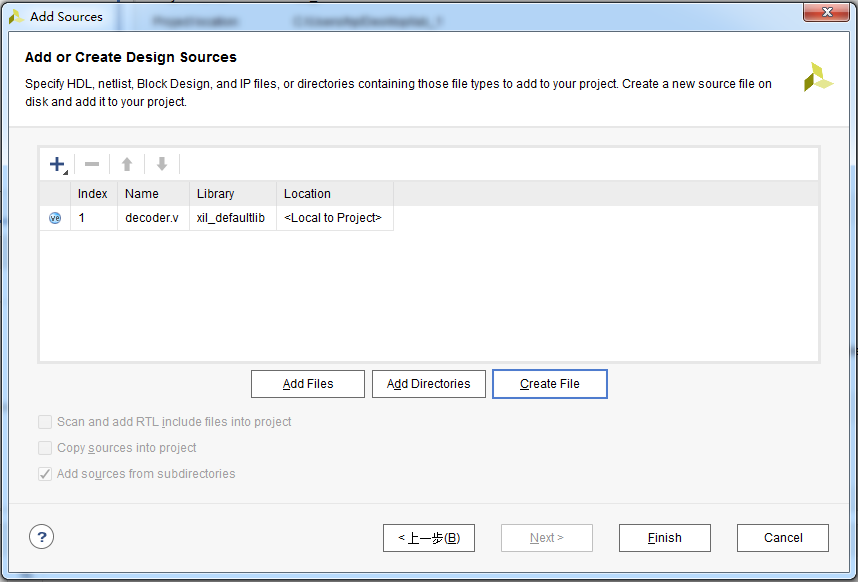 Add Sources
Add or Create Design Sources
Specify HDL, netlist, Block Design, and IP files, or directories containing those file types to add to your project. Create a new source file on
disk and add it to your project.
Index Name Library Location
1 decoder.v xil_defaultlib <Local to Project>
Add Files Add Directories Create File
Scan and add RTL include files into project
Copy sources into project
Add sources from subdirectories
? < 上一步(B) Next > Finish Cancel